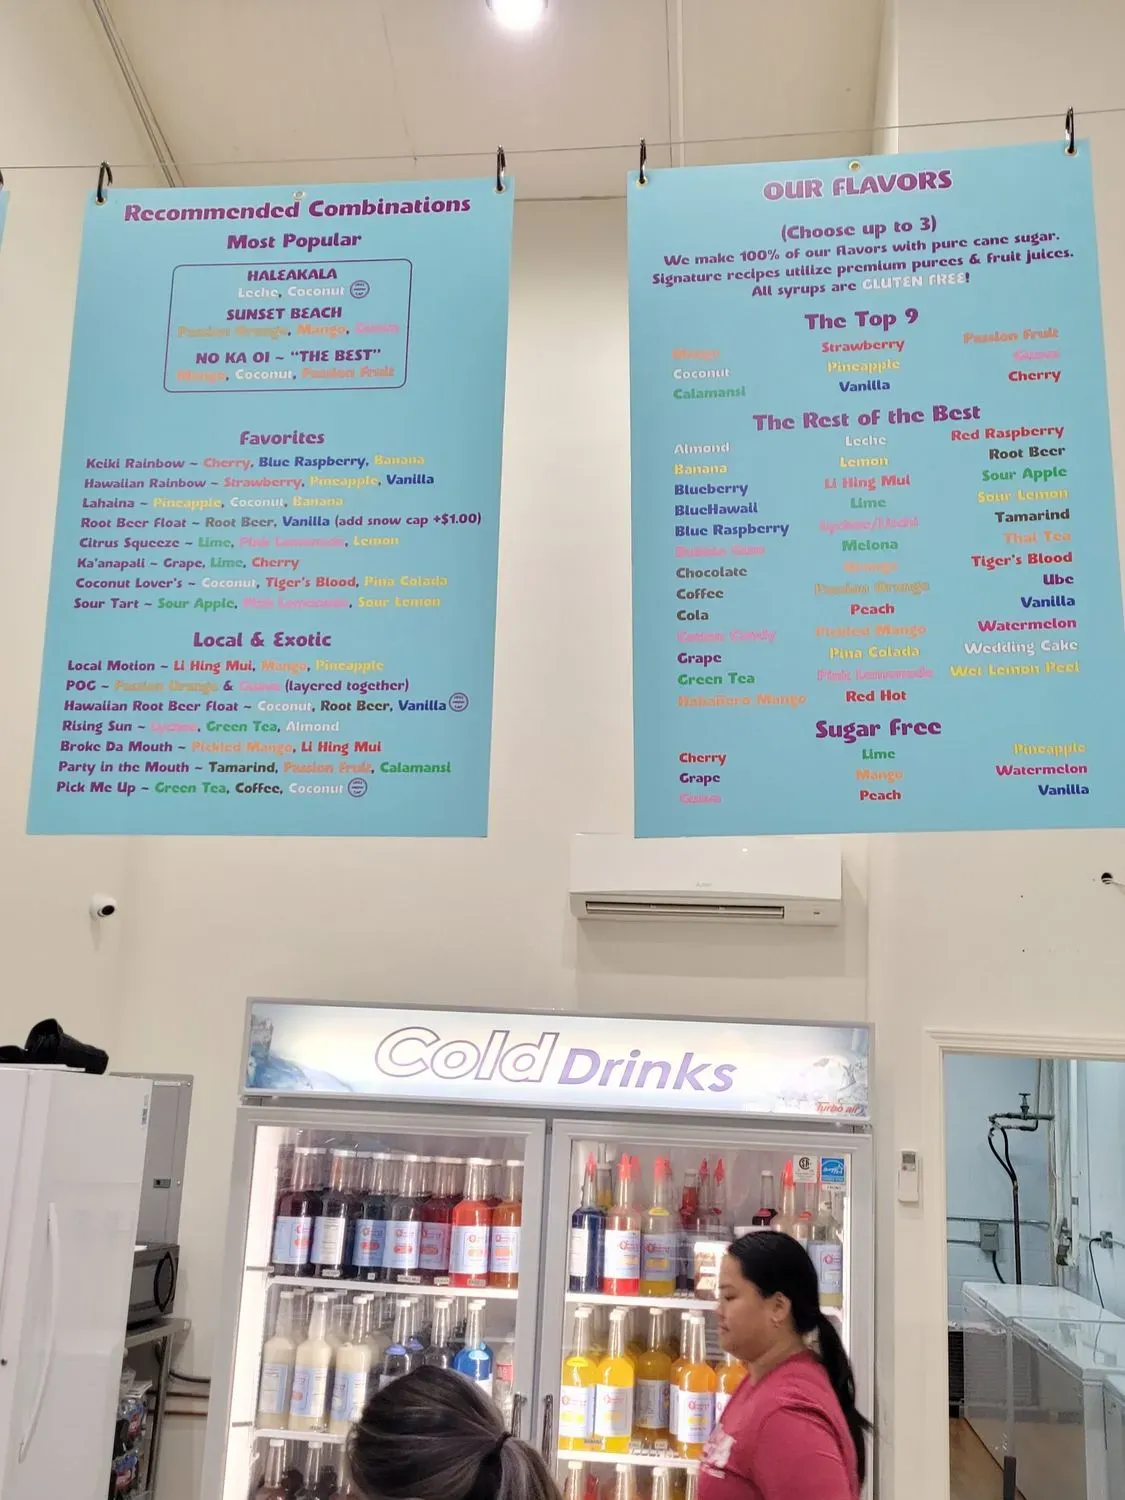 Recommended Combinations
Most Popular
HALEAKALA
Leche, Coconut
SUNSET BEACH
Passion Orange, Mango, Guava
NO KA OI ~ "THE BEST"
Mango, Coconut, Passion Fruit
Favorites
Keiki Rainbow ~ Cherry, Blue Raspberry, Banana
Hawaiian Rainbow ~ Strawberry, Pineapple, Vanilla
Lahaina ~ Pineapple, Coconut, Banana
Root Beer Float ~ Root Beer, Vanilla (add snow cap +$1.00)
Citrus Squeeze ~ Lime, Pink Lemonade, Lemon
Ka'anapali ~ Grape, Lime, Cherry
Coconut Lover's ~ Coconut, Tiger's Blood, Pina Colada
Sour Tart ~ Sour Apple, Pink Lemonade, Sour Lemon
Local & Exotic
Local Motion ~ Li Hing Mui, Mango, Pineapple
POG ~ Passion Orange & Guava (layered together)
Hawaiian Root Beer Float ~ Coconut, Root Beer, Vanilla
Rising Sun ~ Lychee, Green Tea, Almond
Broke Da Mouth ~ Pickled Mango, Li Hing Mui
Party in the Mouth ~ Tamarind, Passion Fruit, Calamansi
Pick Me Up ~ Green Tea, Coffee, Coconut
OUR FLAVORS
(Choose up to 3)
We make 100% of our flavors with pure cane sugar.
Signature recipes utilize premium purees & fruit juices.
All syrups are GLUTEN FREE!
The Top 9
Mango Strawberry Passion Fruit
Coconut Pineapple Guava
Calamansi Vanilla Cherry
The Rest of the Best
Almond Leche Red Raspberry
Banana Lemon Root Beer
Blueberry Li Hing Mui Sour Apple
BlueHawaii Lime Sour Lemon
Blue Raspberry Lychee/Litchi Tamarind
Bubble Gum Melona Thai Tea
Chocolate Orange Tiger's Blood
Coffee Passion Orange Ube
Cola Peach Vanilla
Cotton Candy Pickled Mango Watermelon
Grape Pina Colada Wedding Cake
Green Tea Pink Lemonade Wet Lemon Peel
Habañero Mango Red Hot
Sugar Free
Cherry Lime Pineapple
Grape Mango Watermelon
Guava Peach Vanilla
Cold Drinks
Turbo air